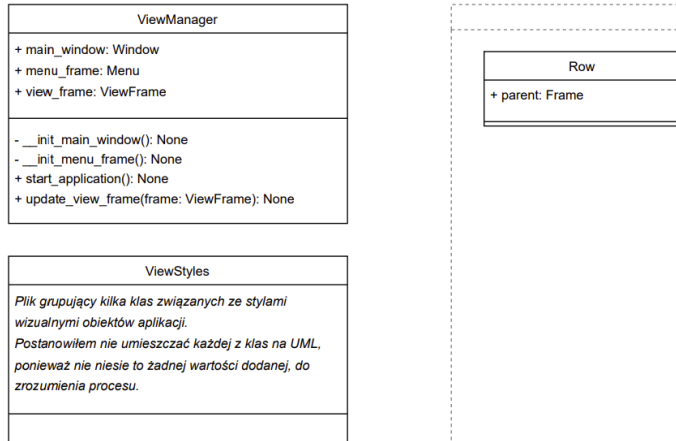 ViewManager
+ main_window: Window
+ menu_frame: Menu
+ view_frame: ViewFrame
- __init_main_window(): None
- __init_menu_frame(): None
+ start_application(): None
+ update_view_frame(frame: ViewFrame): None
ViewStyles
Plik grupujący kilka klas związanych ze stylami
wizualnymi obiektów aplikacji.
Postanowiłem nie umieszczać każdej z klas na UML,
ponieważ nie niesie to żadnej wartości dodanej, do
zrozumienia procesu.
Row
+ parent: Frame